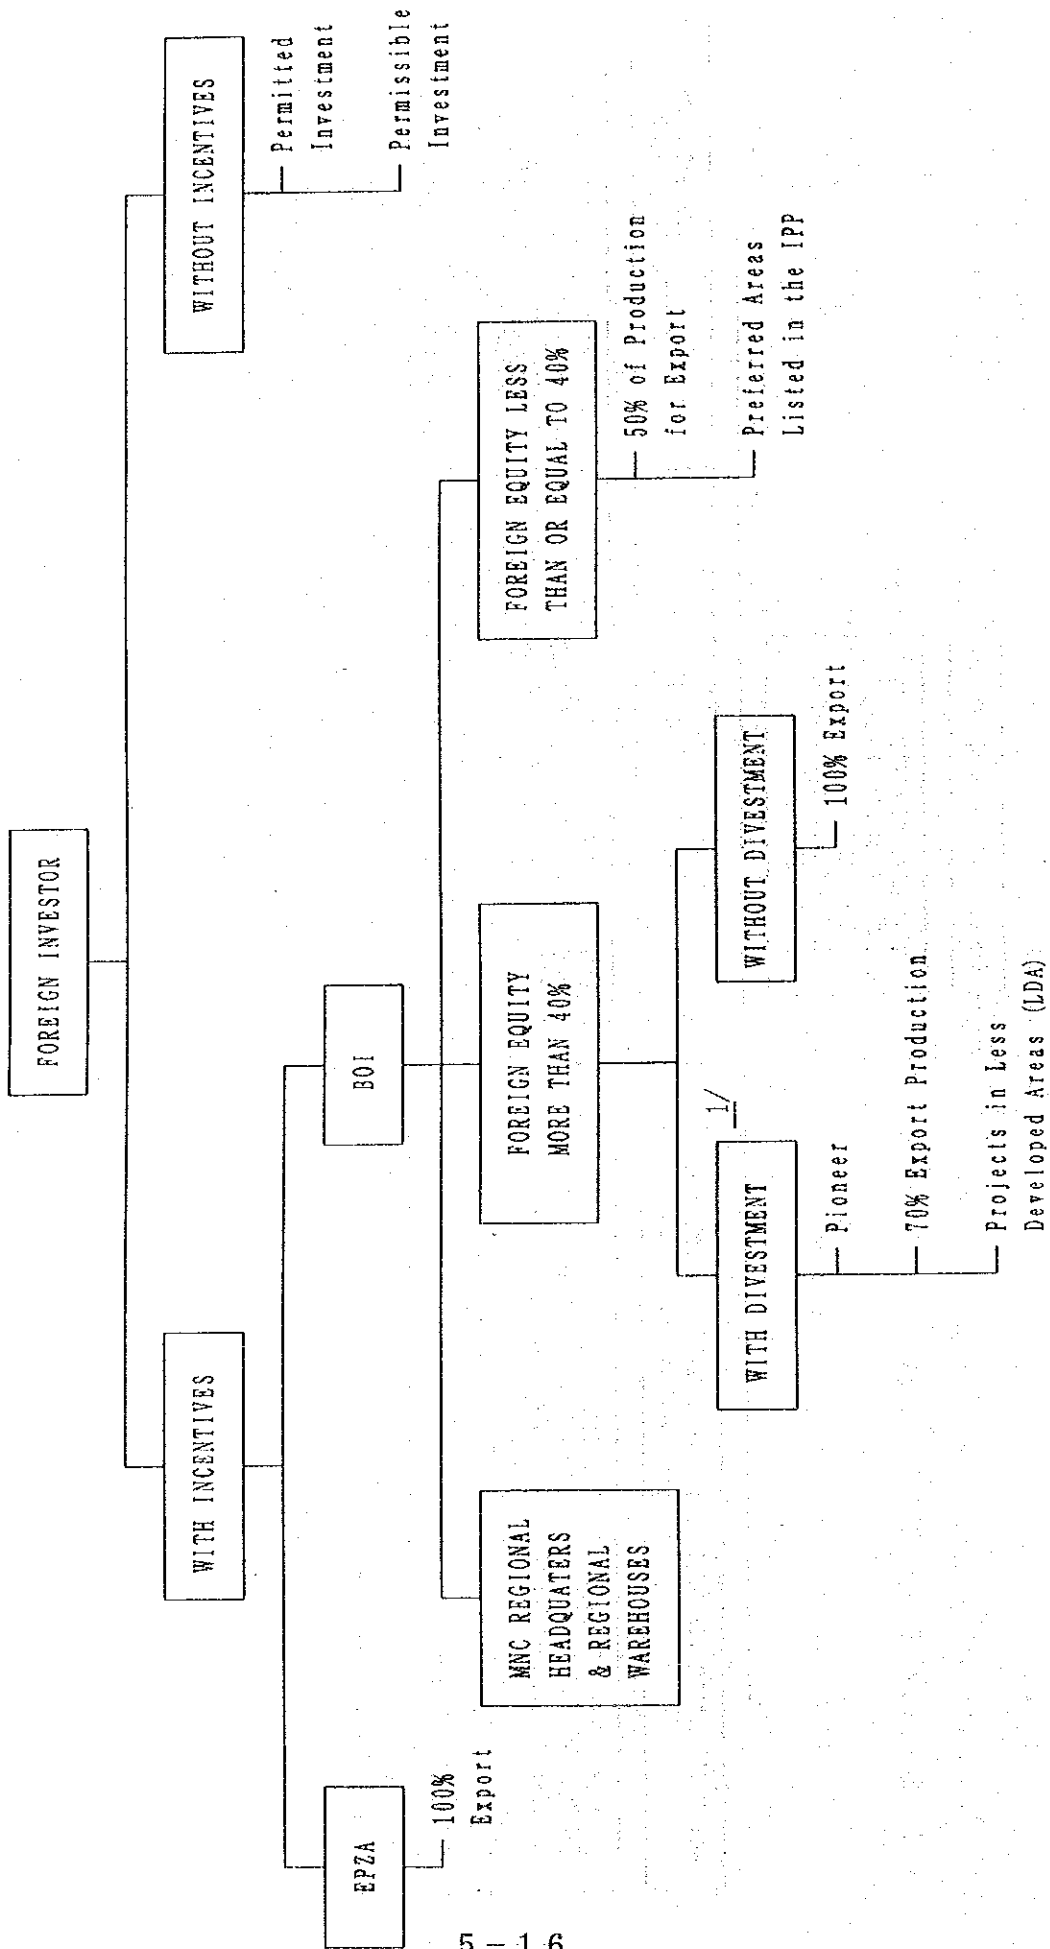 FOREIGN INVESTOR
WITH INCENTIVES
WITHOUT INCENTIVES
Permitted
Investment
Permissible
Investment
EPZA
100%
Export
BOI
MNC REGIONAL
HEADQUATERS
& REGIONAL
WAREHOUSES
FOREIGN EQUITY
MORE THAN 40%
FOREIGN EQUITY LESS
THAN OR EQUAL TO 40%
50% of Production
for Export
Preferred Areas
Listed in the IPP
WITH DIVESTMENT
1/
Pioneer
70% Export Production
Projects in Less
Developed Areas (LDA)
WITHOUT DIVESTMENT
100% Export
5-16